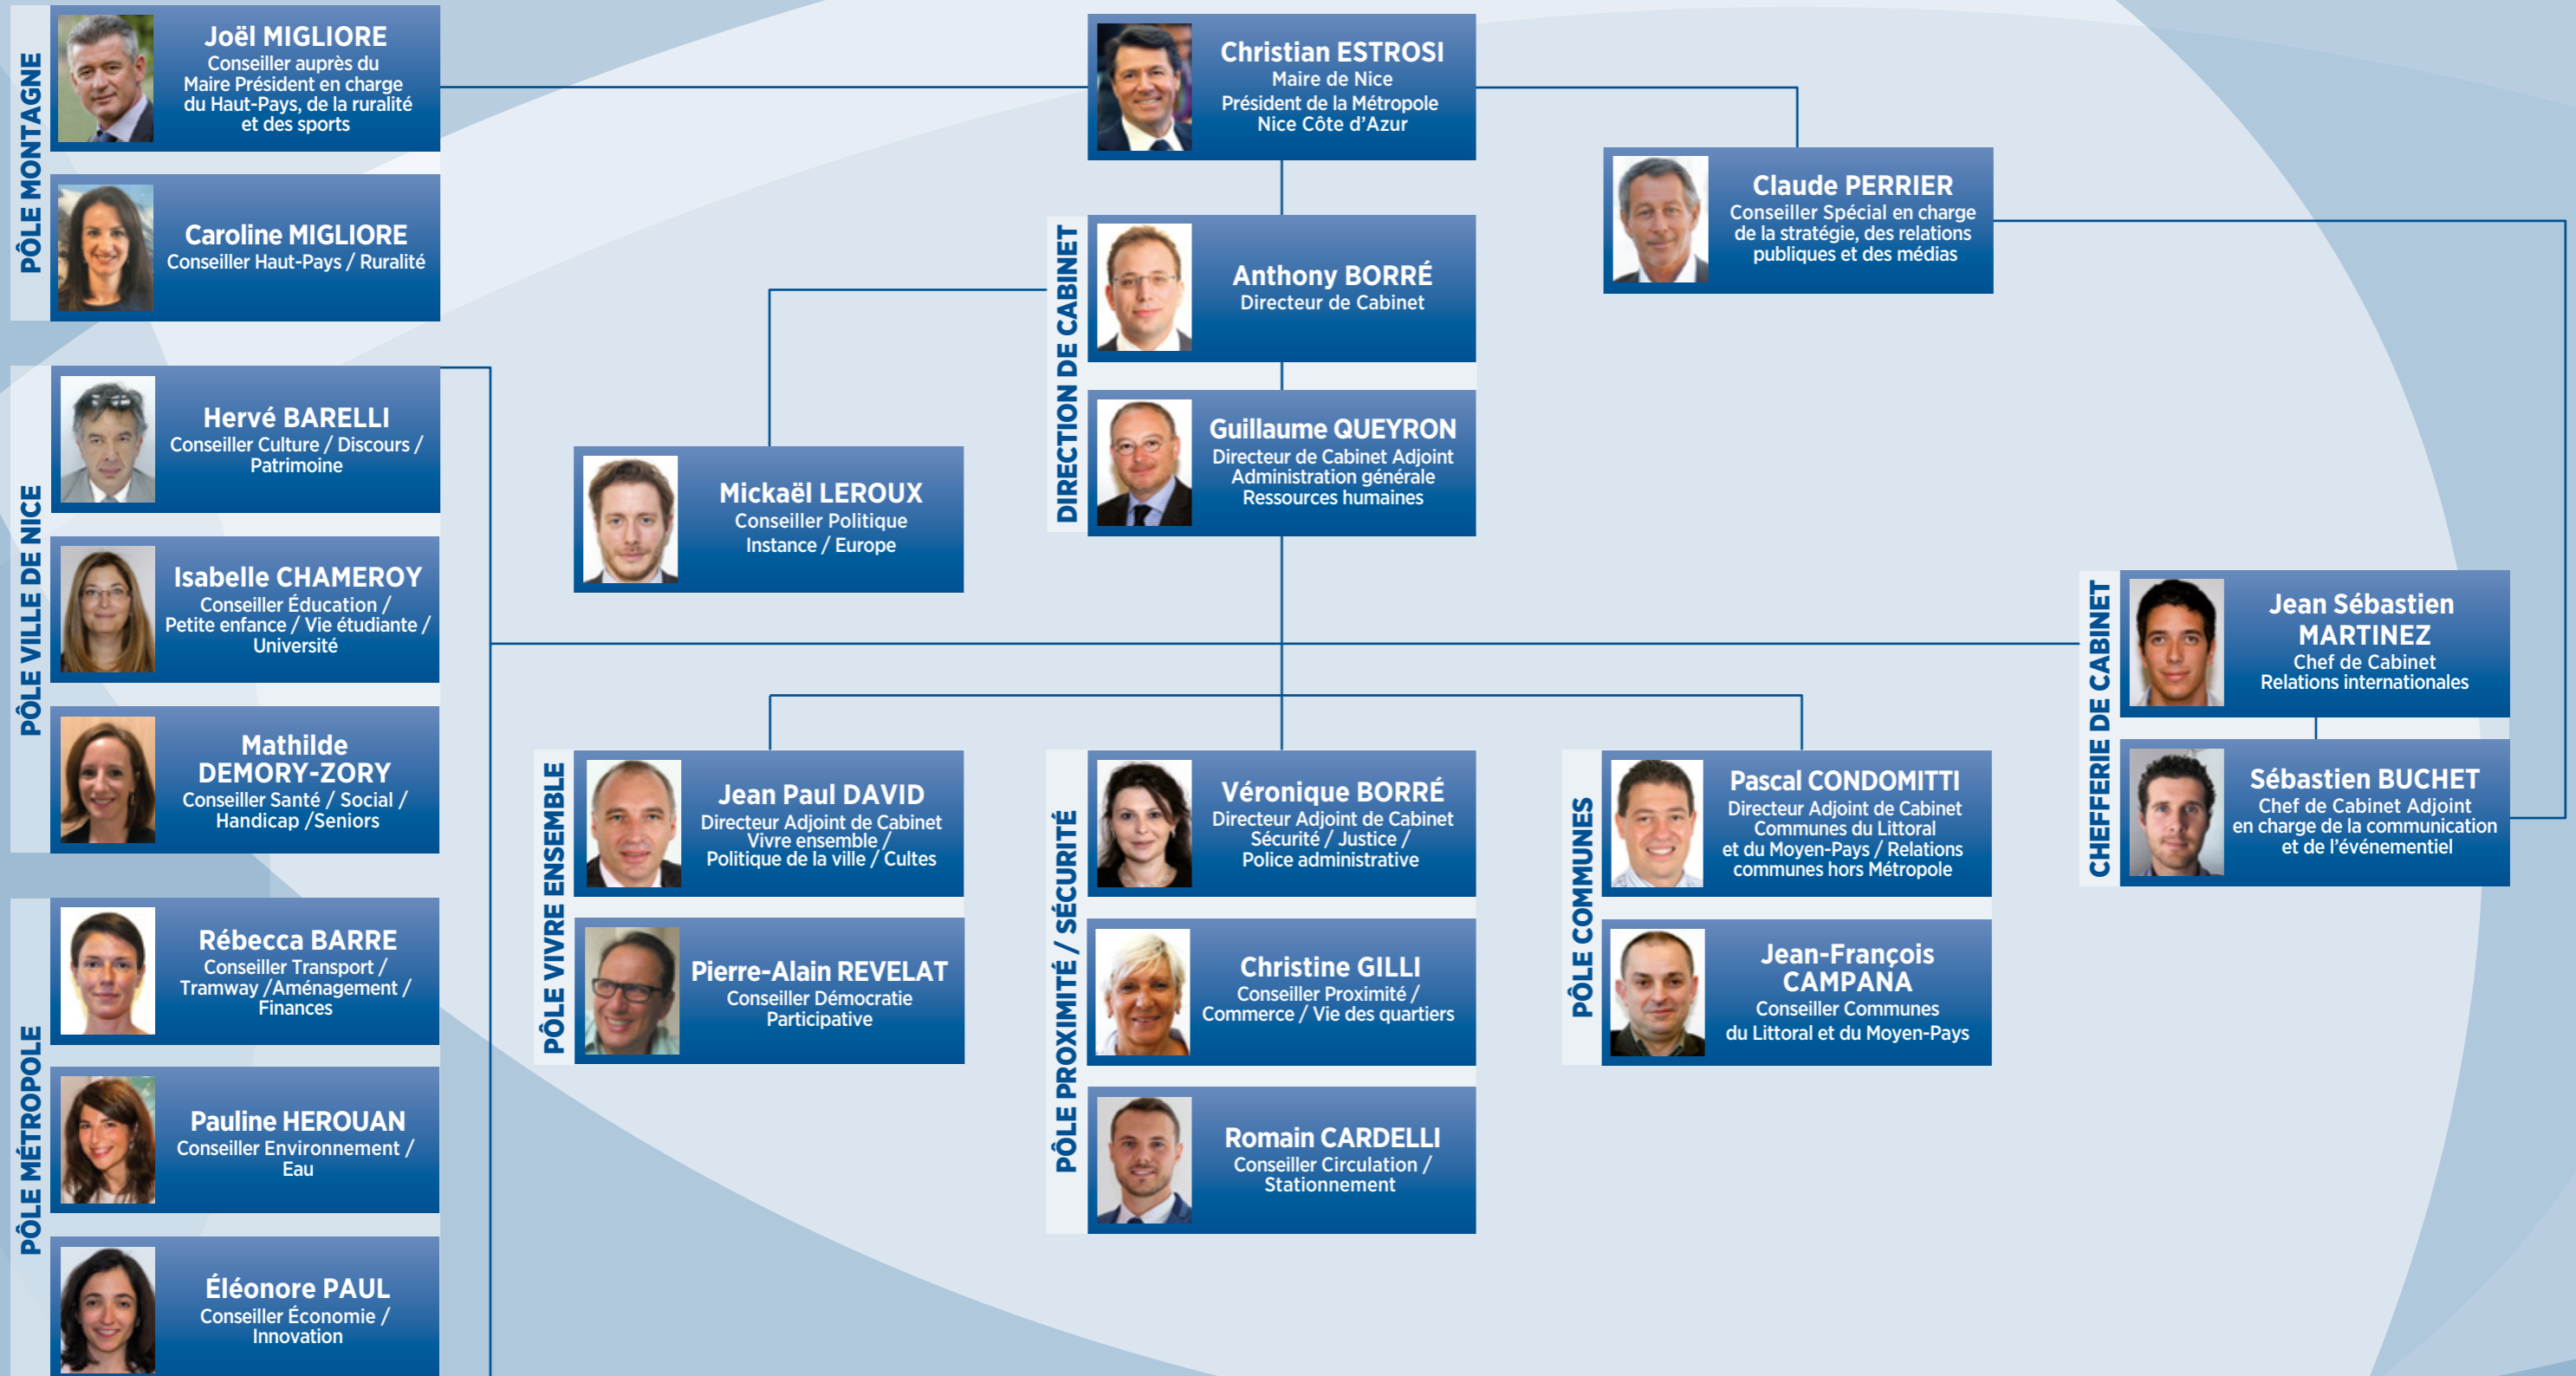 PÔLE MONTAGNE
Joël MIGLIORE
Conseiller auprès du
Maire Président en charge
du Haut-Pays, de la ruralité
et des sports
Caroline MIGLIORE
Conseiller Haut-Pays / Ruralité
Christian ESTROSI
Maire de Nice
Président de la Métropole
Nice Côte d’Azur
Claude PERRIER
Conseiller Spécial en charge
de la stratégie, des relations
publiques et des médias
DIRECTION DE CABINET
Anthony BORRÉ
Directeur de Cabinet
Guillaume QUEYRON
Directeur de Cabinet Adjoint
Administration générale
Ressources humaines
Mickaël LEROUX
Conseiller Politique
Instance / Europe
PÔLE VILLE DE NICE
Hervé BARELLI
Conseiller Culture / Discours /
Patrimoine
Isabelle CHAMEROY
Conseiller Éducation /
Petite enfance / Vie étudiante /
Université
Mathilde
DEMORY-ZORY
Conseiller Santé / Social /
Handicap /Seniors
CHEFFERIE DE CABINET
Jean Sébastien
MARTINEZ
Chef de Cabinet
Relations internationales
Sébastien BUCHET
Chef de Cabinet Adjoint
en charge de la communication
et de l’événementiel
PÔLE VIVRE ENSEMBLE
Jean Paul DAVID
Directeur Adjoint de Cabinet
Vivre ensemble /
Politique de la ville / Cultes
Pierre-Alain REVELAT
Conseiller Démocratie
Participative
PÔLE PROXIMITÉ / SÉCURITÉ
Véronique BORRÉ
Directeur Adjoint de Cabinet
Sécurité / Justice /
Police administrative
Christine GILLI
Conseiller Proximité /
Commerce / Vie des quartiers
Romain CARDELLI
Conseiller Circulation /
Stationnement
PÔLE COMMUNES
Pascal CONDOMITTI
Directeur Adjoint de Cabinet
Communes du Littoral
et du Moyen-Pays / Relations
communes hors Métropole
Jean-François
CAMPANA
Conseiller Communes
du Littoral et du Moyen-Pays
PÔLE MÉTROPOLE
Rébecca BARRE
Conseiller Transport /
Tramway /Aménagement /
Finances
Pauline HEROUAN
Conseiller Environnement /
Eau
Éléonore PAUL
Conseiller Économie /
Innovation